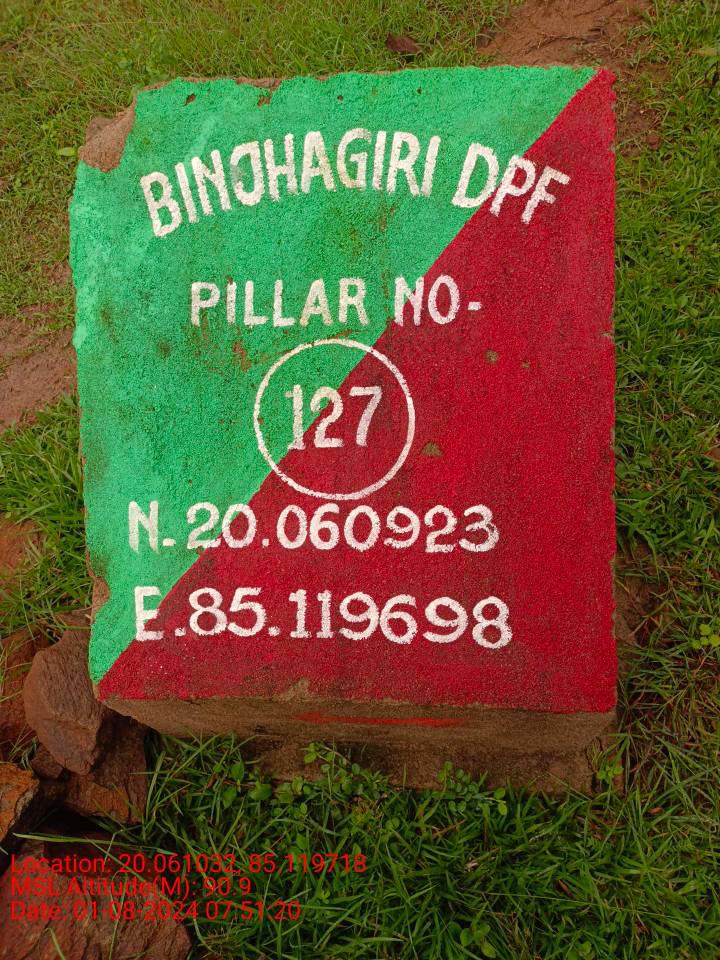 BINJHAGIRI DPF
PILLAR NO-
127
N.20.060923
E.85.119698
Location: 20.061032, 85.119718
MSL Altitude(M): 90.9
Date: 01-08-2024 07:51:20